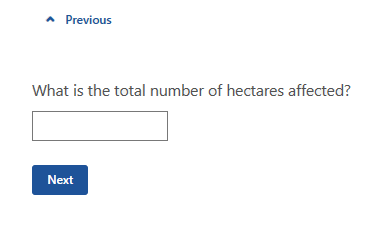 Previous
What is the total number of hectares affected?
Next